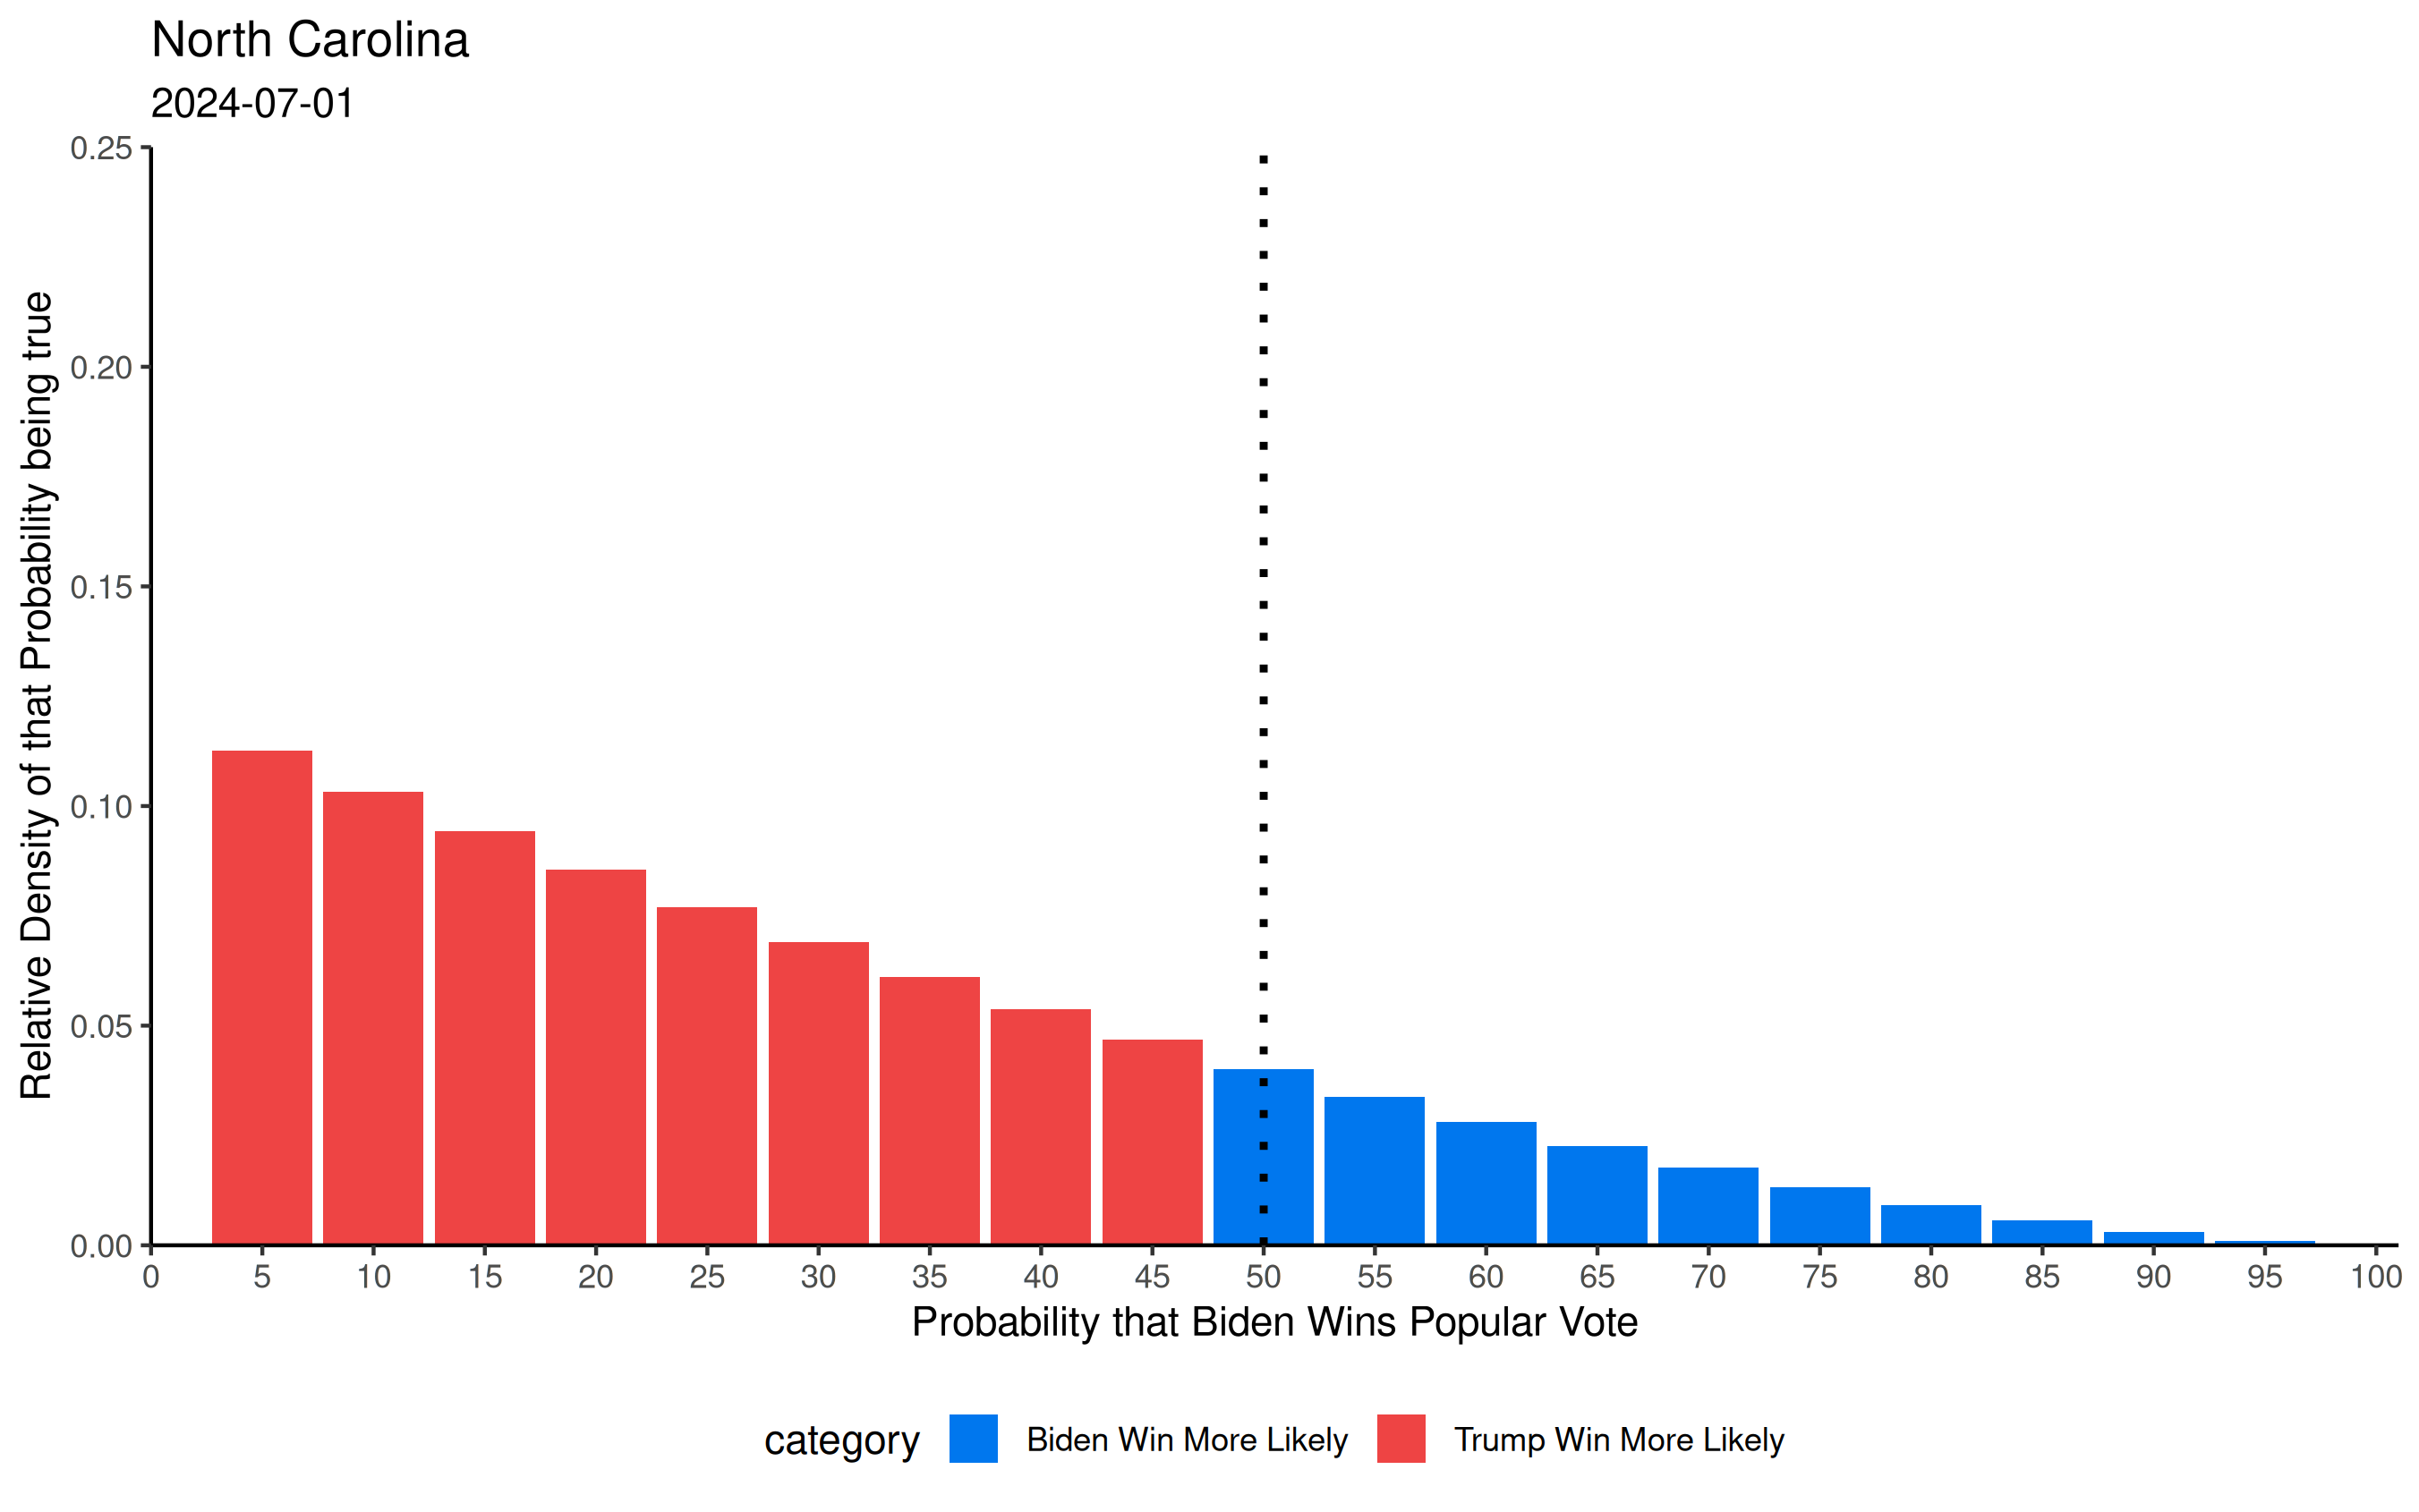 North Carolina
2024-07-01
Relative Density of that Probability being true
0.25
0.20
0.15
0.10
0.05
0.00
0 5 10 15 20 25 30 35 40 45 50 55 60 65 70 75 80 85 90 95 100
Probability that Biden Wins Popular Vote
category Biden Win More Likely Trump Win More Likely